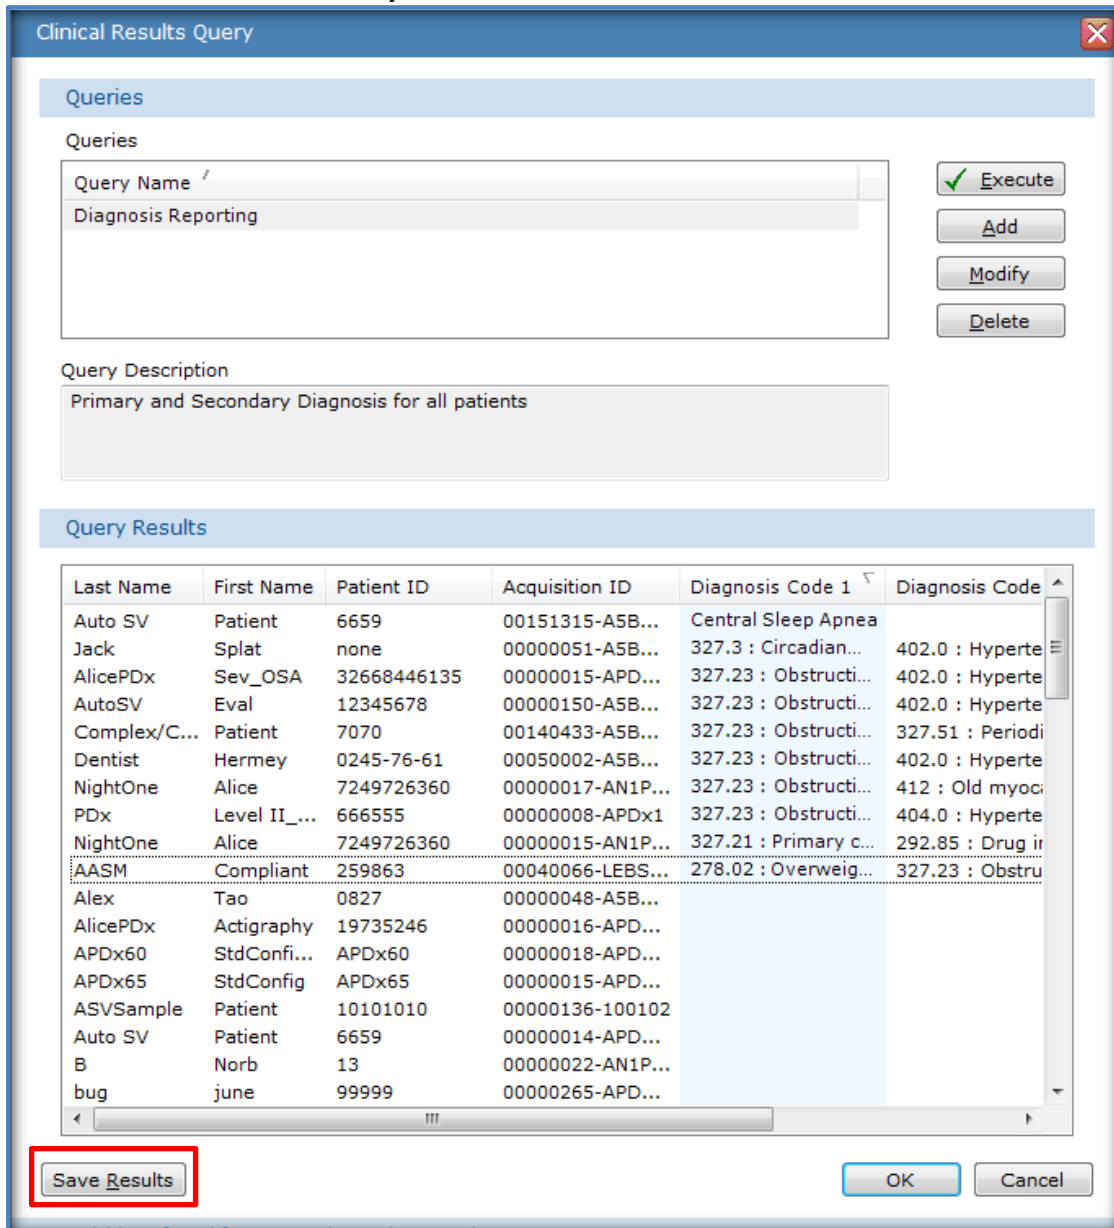 Clinical Results Query
Queries
Queries
Query Name
Diagnosis Reporting
Execute
Add
Modify
Delete
Query Description
Primary and Secondary Diagnosis for all patients
Query Results
Last Name First Name Patient ID Acquisition ID Diagnosis Code 1 Diagnosis Code
Auto SV Patient 6659 00151315-A5B... Central Sleep Apnea
Jack Splat none 00000051-A5B... 327.3 : Circadian... 402.0 : Hyperte
AlicePDx Sev_OSA 32668446135 00000015-APD... 327.23 : Obstructi... 402.0 : Hyperte
AutoSV Eval 12345678 00000150-A5B... 327.23 : Obstructi... 402.0 : Hyperte
Complex/C... Patient 7070 00140433-A5B... 327.23 : Obstructi... 327.51 : Periodi
Dentist Hermey 0245-76-61 00050002-A5B... 327.23 : Obstructi... 402.0 : Hyperte
NightOne Alice 7249726360 00000017-AN1P... 327.23 : Obstructi... 412 : Old myoc
PDx Level II_... 666555 00000008-APDx1 327.23 : Obstructi... 404.0 : Hyperte
NightOne Alice 7249726360 00000015-AN1P... 327.21 : Primary c... 292.85 : Drug ir
AASM Compliant 259863 00040066-LEBS... 278.02 : Overweig... 327.23 : Obstru
Alex Tao 0827 00000048-A5B...
AlicePDx Actigraphy 19735246 00000016-APD...
APDx60 StdConfi... APDx60 00000018-APD...
APDx65 StdConfig APDx65 00000015-APD...
ASVSample Patient 10101010 00000136-100102
Auto SV Patient 6659 00000014-APD...
B Norb 13 00000022-AN1P...
bug june 99999 00000265-APD...
Save Results
OK
Cancel